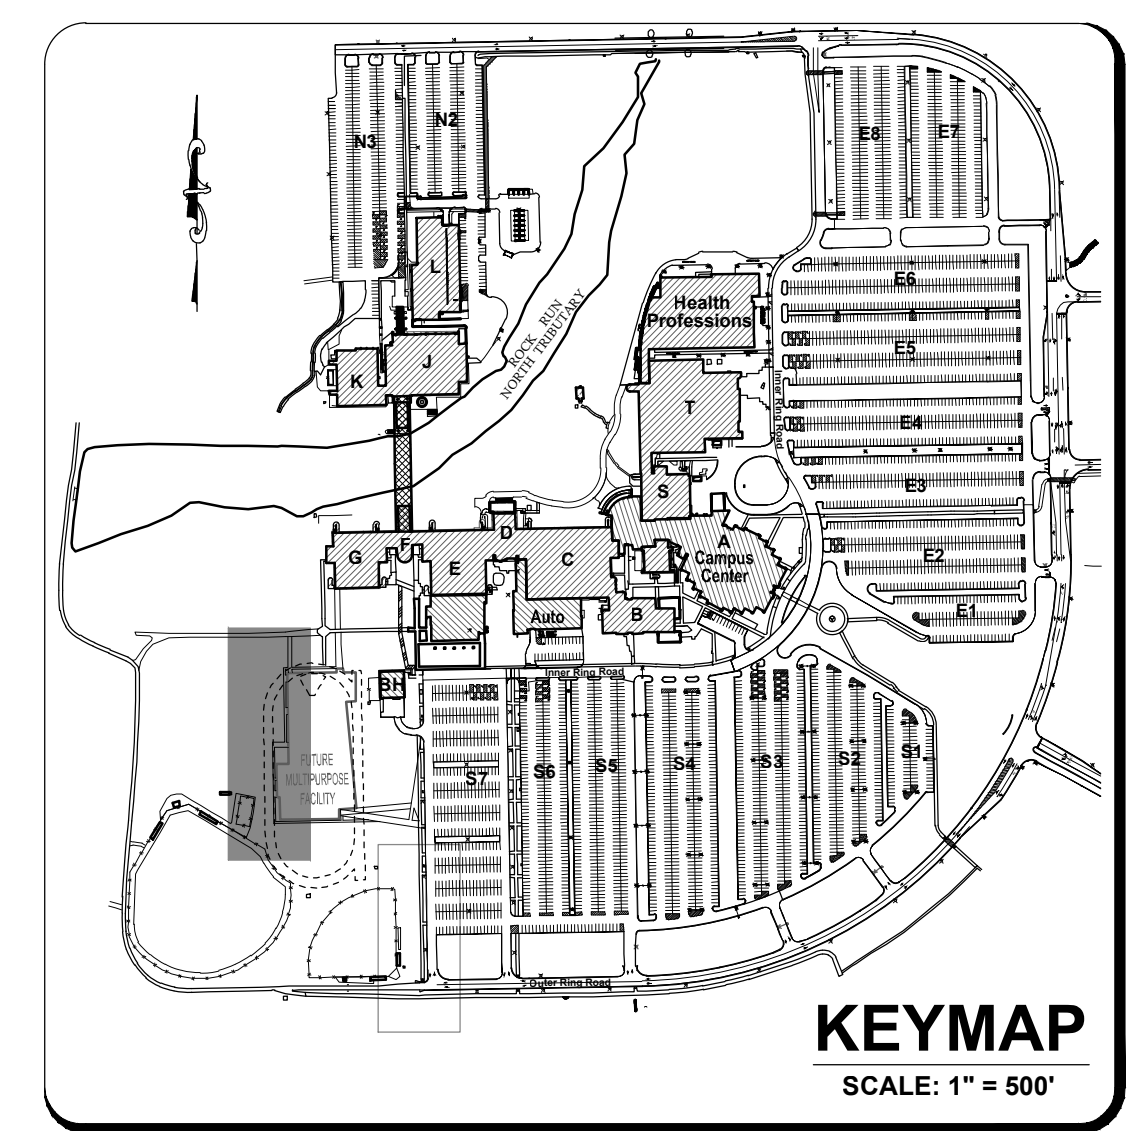 N3
N2
E8
E7
L
E6
Health
Professions
ROCK RUN
NORTH TRIBUTARY
E5
J
K
Inner Ring Road
T
E4
S
E3
D
F
A
Campus
Center
G
E
C
E2
Auto
B
E1
Inner Ring Road
BH
FUTURE
MULTIPURPOSE
FACILITY
S7
S6
S5
S4
S3
S2
S1
Outer Ring Road
KEYMAP
SCALE: 1" = 500'